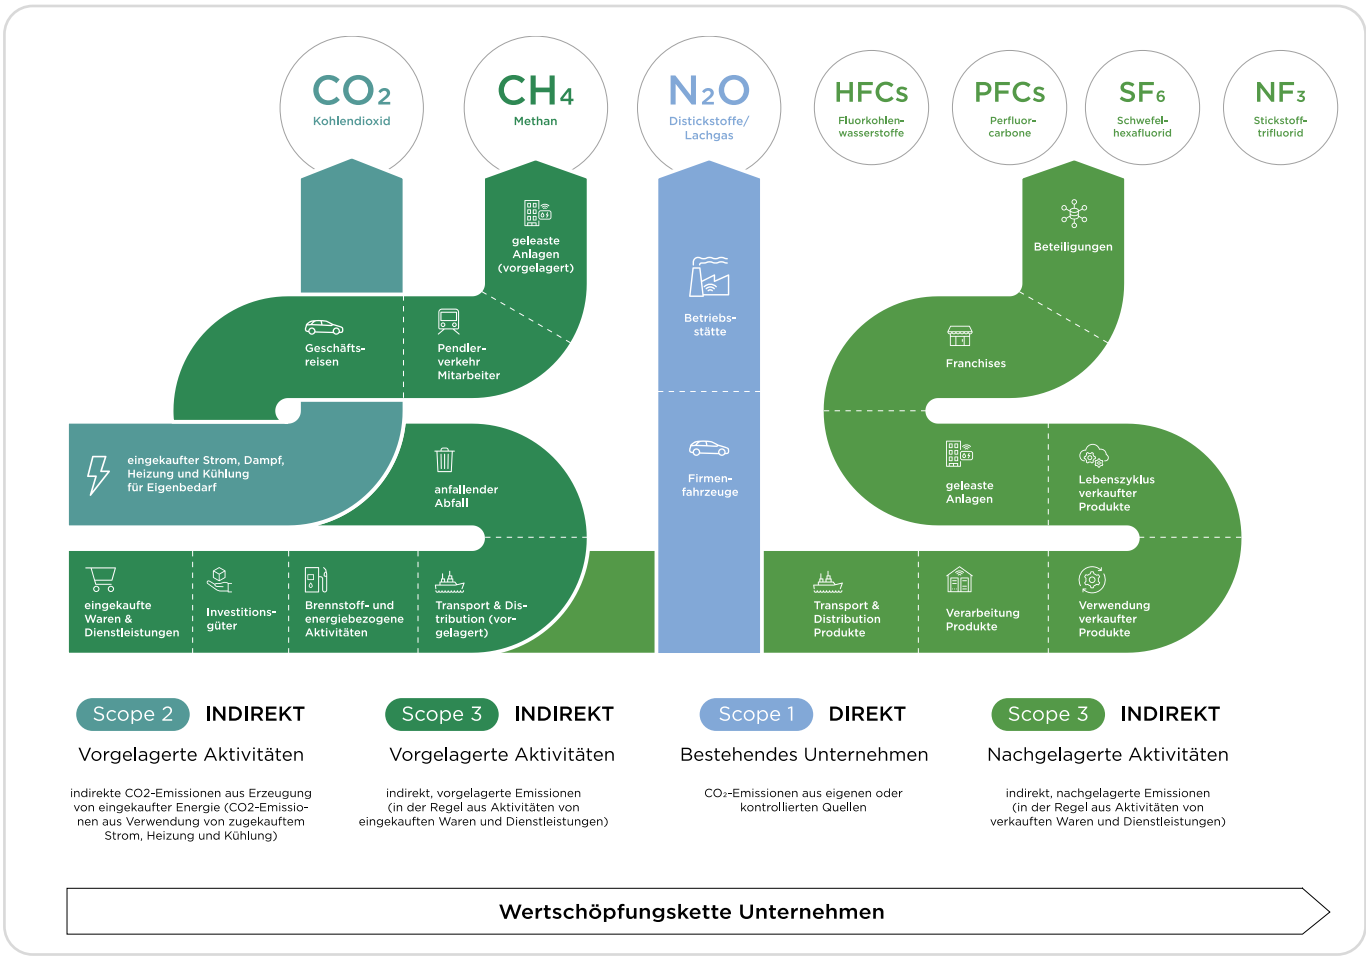 CO2
Kohlendioxid
CH4
Methan
N2O
Distickstoffe/
Lachgas
HFCs
Fluorkohlen-
wasserstoffe
PFCs
Perfluor-
carbone
SF6
Schwefel-
hexafluorid
NF3
Stickstoff-
trifluorid
geleaste
Anlagen
(vorgelagert)
Geschäfts-
reisen
Pendler-
verkehr
Mitarbeiter
eingekaufter Strom, Dampf,
Heizung und Kühlung
für Eigenbedarf
anfallender
Abfall
eingekaufte
Waren &
Dienstleistungen
Investitions-
güter
Brennstoff- und
energiebezogene
Aktivitäten
Transport & Dis-
tribution (vor-
gelagert)
Betriebs-
stätte
Firmen-
fahrzeuge
Beteiligungen
Franchises
geleaste
Anlagen
Lebenszyklus
verkaufter
Produkte
Transport &
Distribution
Produkte
Verarbeitung
Produkte
Verwendung
verkaufter
Produkte
Scope 2 INDIREKT
Vorgelagerte Aktivitäten
indirekte CO2-Emissionen aus Erzeugung
von eingekaufter Energie (CO2-Emissio-
nen aus Verwendung von zugekauftem
Strom, Heizung und Kühlung)
Scope 3 INDIREKT
Vorgelagerte Aktivitäten
indirekt, vorgelagerte Emissionen
(in der Regel aus Aktivitäten von
eingekauften Waren und Dienstleistungen)
Scope 1 DIREKT
Bestehendes Unternehmen
CO₂-Emissionen aus eigenen oder
kontrollierten Quellen
Scope 3 INDIREKT
Nachgelagerte Aktivitäten
indirekt, nachgelagerte Emissionen
(in der Regel aus Aktivitäten von
verkauften Waren und Dienstleistungen)
Wertschöpfungskette Unternehmen